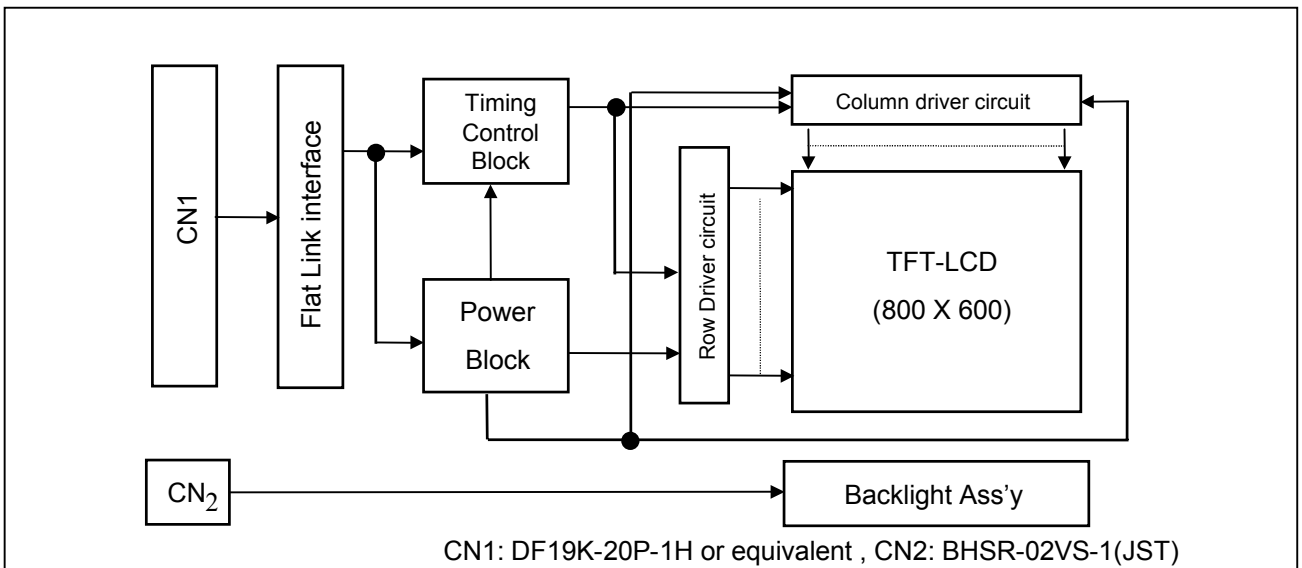 CN1
Flat Link interface
Timing
Control
Block
Power
Block
Column driver circuit
Row Driver circuit
TFT-LCD
(800 X 600)
CN2
Backlight Ass’y
CN1: DF19K-20P-1H or equivalent , CN2: BHSR-02VS-1(JST)